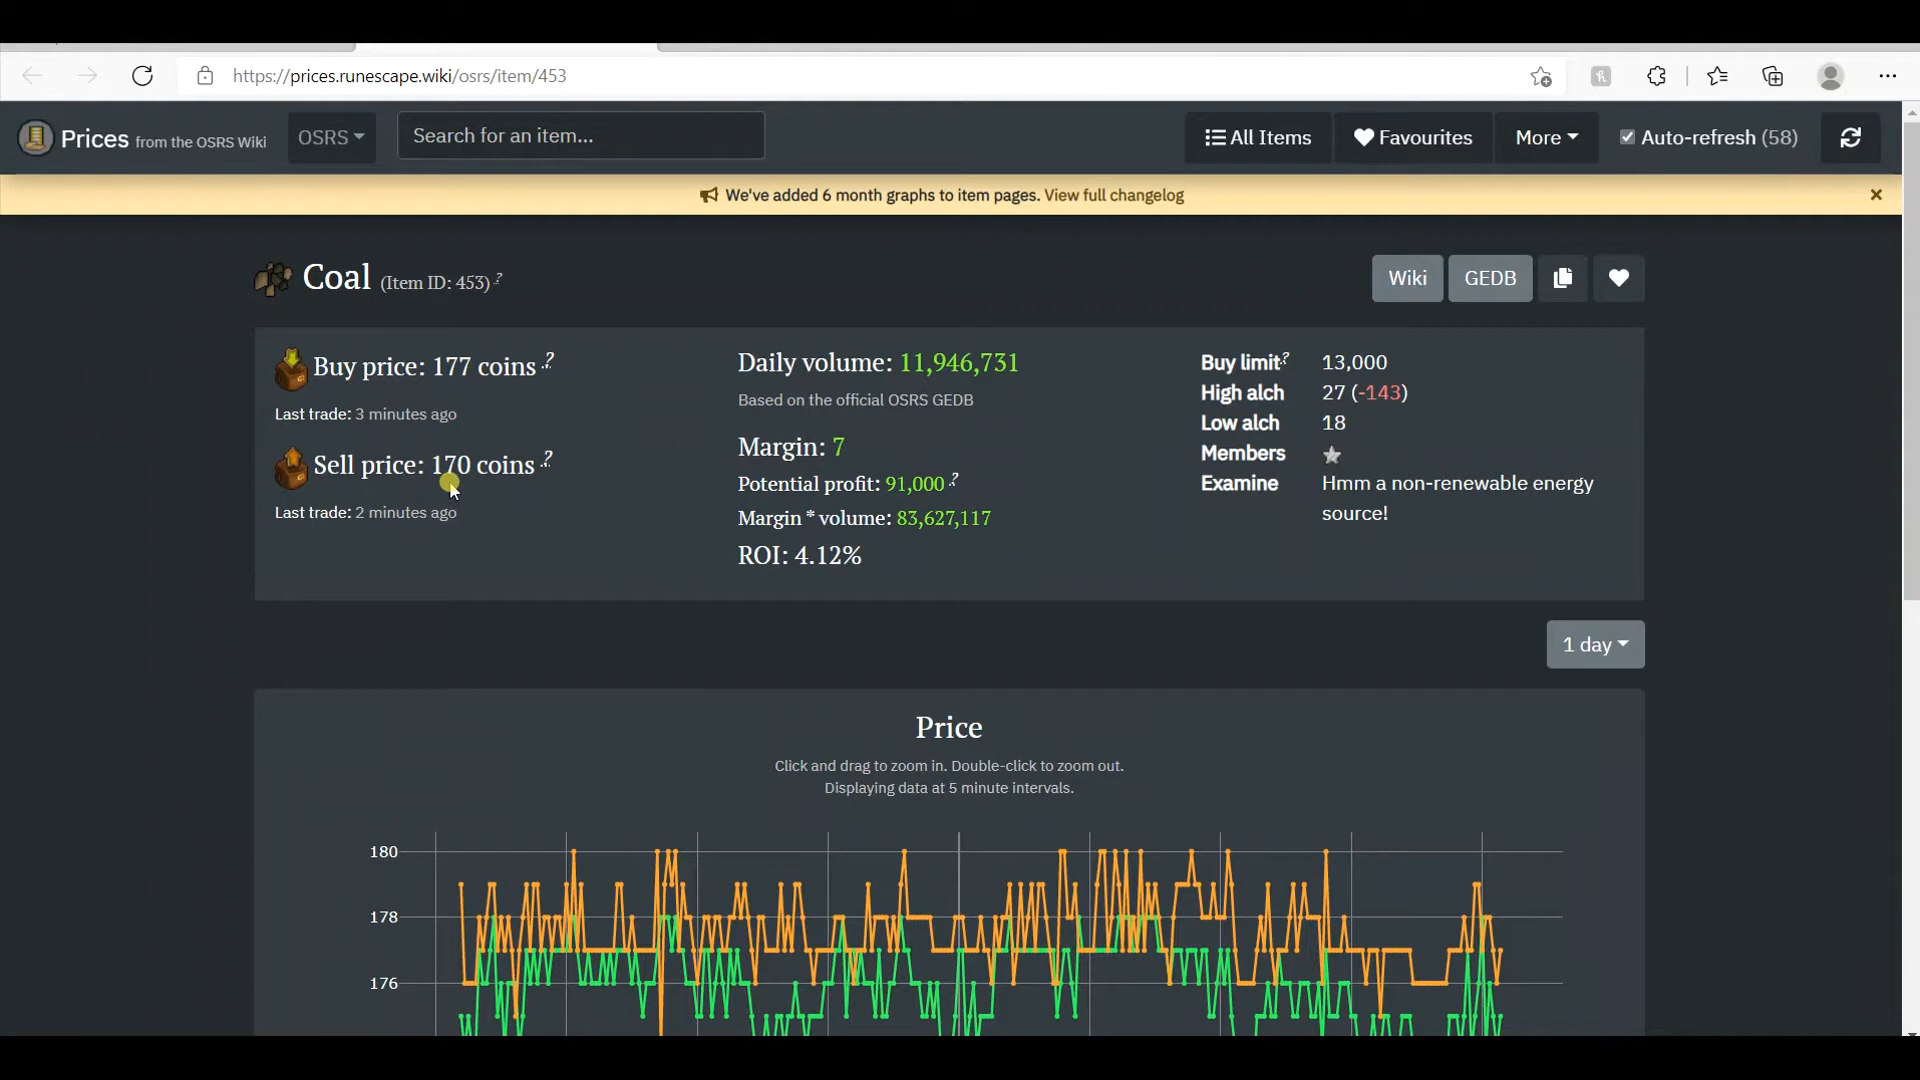 https://prices.runescape.wiki/osrs/item/453
Prices from the OSRS Wiki
OSRS
Search for an item...
All Items
Favourites
More
Auto-refresh (58)
We've added 6 month graphs to item pages. View full changelog
Coal (Item ID: 453) ?
Wiki
GEDB
Buy price: 177 coins ?
Last trade: 3 minutes ago
Sell price: 170 coins ?
Last trade: 2 minutes ago
Daily volume: 11,946,731
Based on the official OSRS GEDB
Margin: 7
Potential profit: 91,000 ?
Margin * volume: 83,627,117
ROI: 4.12%
Buy limit? 13,000
High alch 27 (-143)
Low alch 18
Members
Examine Hmm a non-renewable energy
source!
1 day
Price
Click and drag to zoom in. Double-click to zoom out.
Displaying data at 5 minute intervals.
180
178
176